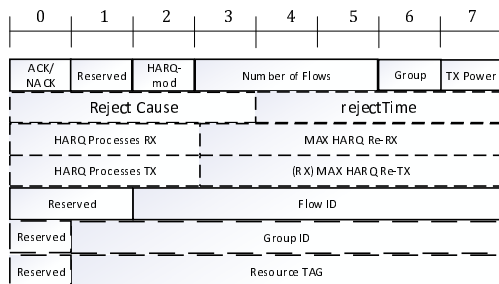 0 1 2 3 4 5 6 7
ACK/ NACK Reserved HARQ- mod Number of Flows Group TX Power
Reject Cause rejectTime
HARQ Processes RX MAX HARQ Re-RX
HARQ Processes TX (RX) MAX HARQ Re-TX
Reserved Flow ID
Reserved Group ID
Reserved Resource TAG